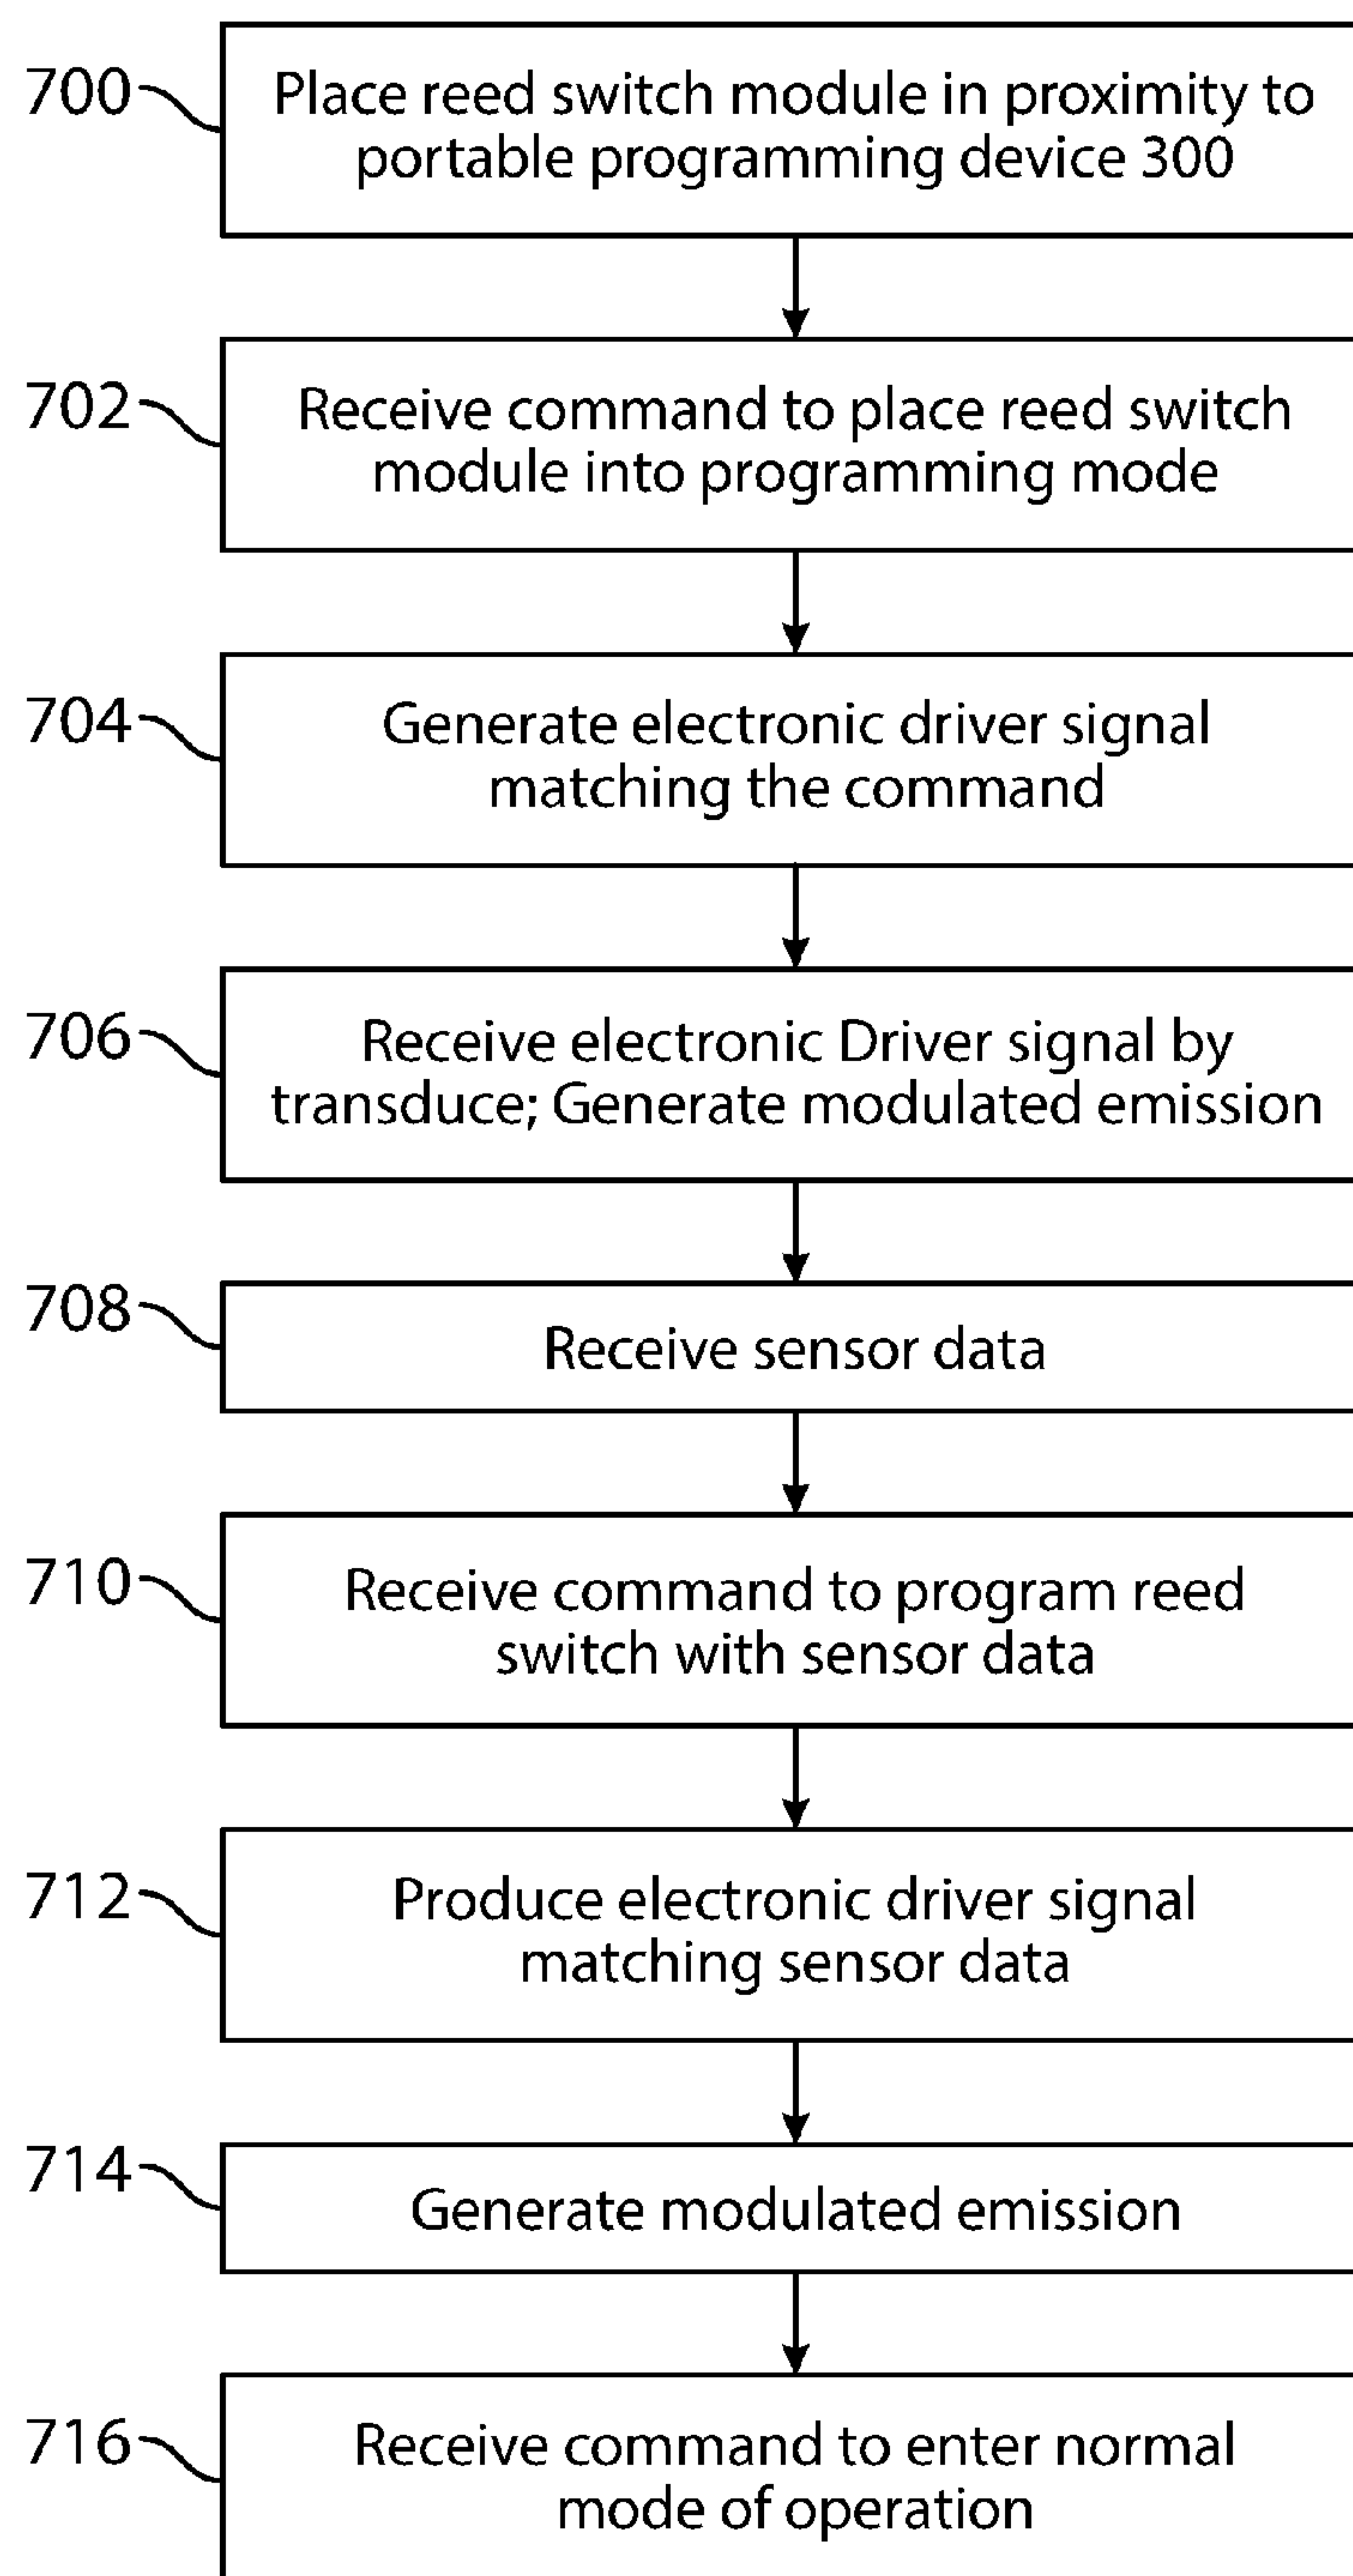 700
Place reed switch module in proximity to
portable programming device 300
702
Receive command to place reed switch
module into programming mode
704
Generate electronic driver signal
matching the command
706
Receive electronic Driver signal by
transduce; Generate modulated emission
708
Receive sensor data
710
Receive command to program reed
switch with sensor data
712
Produce electronic driver signal
matching sensor data
714
Generate modulated emission
716
Receive command to enter normal
mode of operation